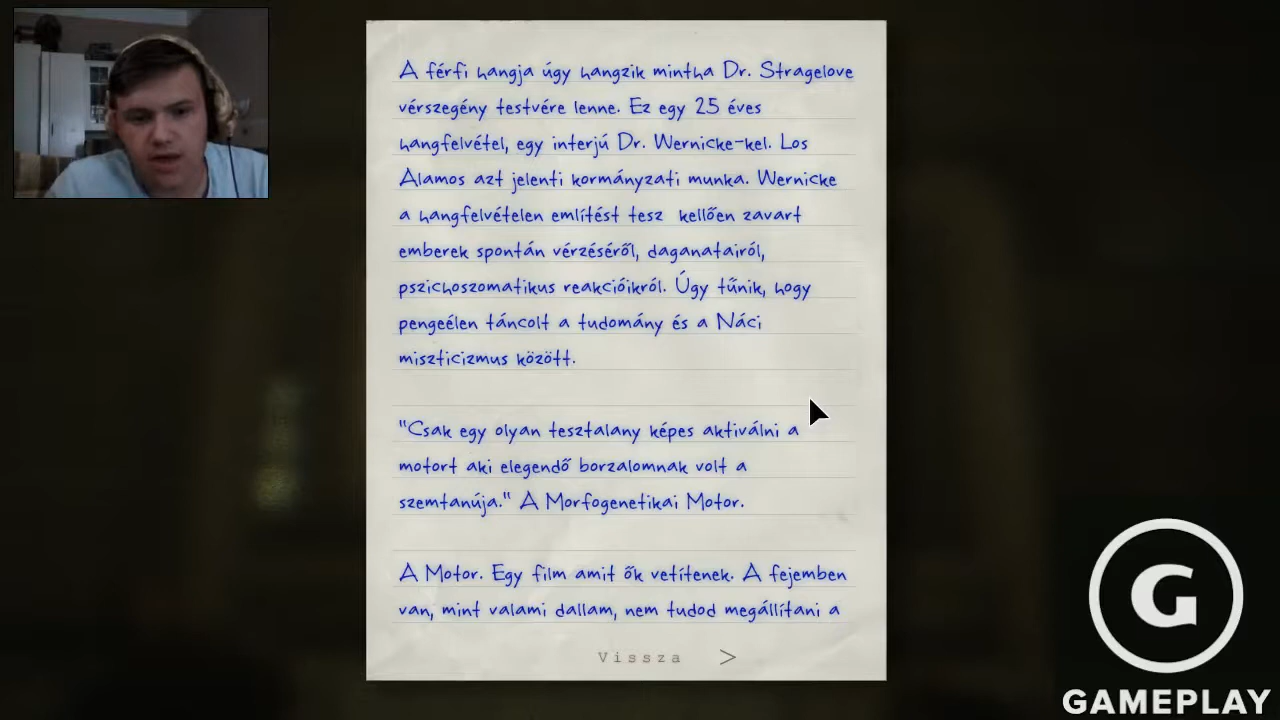 A férfi hangja úgy hangzik mintha Dr. Stragelove
vérszegény testvére lenne. Ez egy 25 éves
hangfelvétel, egy interjú Dr. Wernicke-kel. Los
Alamos azt jelenti kormányzati munka. Wernicke
a hangfelvételen említést tesz kellően zavart
emberek spontán vérzéséről, daganatairól,
pszichoszomatikus reakcióikról. Úgy tűnik, hogy
pengeélen táncolt a tudomány és a Náci
miszticizmus között.
"Csak egy olyan tesztalany képes aktiválni a
motort aki elegendő borzalomnak volt a
szemtanúja." A Morfogenetikai Motor.
A Motor. Egy film amit ők vetítenek. A fejemben
van, mint valami dallam, nem tudod megállítani a
Vissza >
G
GAMEPLAY